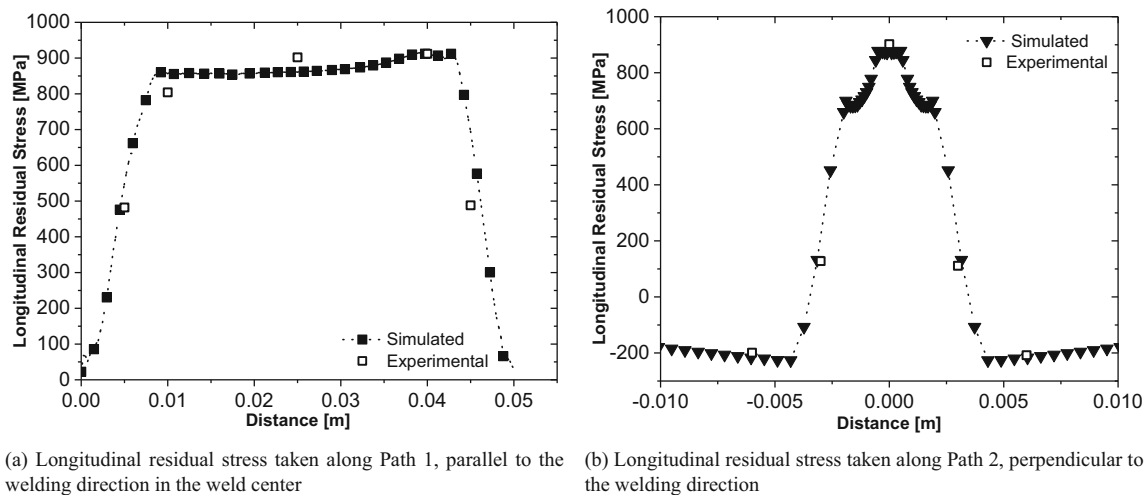 1000
900
800
700
600
500
400
300
200
100
0
Longitudinal Residual Stress [MPa]
Simulated
Experimental
0.00 0.01 0.02 0.03 0.04 0.05
Distance [m]
1000
800
600
400
200
0
-200
-400
Longitudinal Residual Stress [MPa]
Simulated
Experimental
-0.010 -0.005 0.000 0.005 0.010
Distance [m]
(a) Longitudinal residual stress taken along Path 1, parallel to the
welding direction in the weld center
(b) Longitudinal residual stress taken along Path 2, perpendicular to
the welding direction